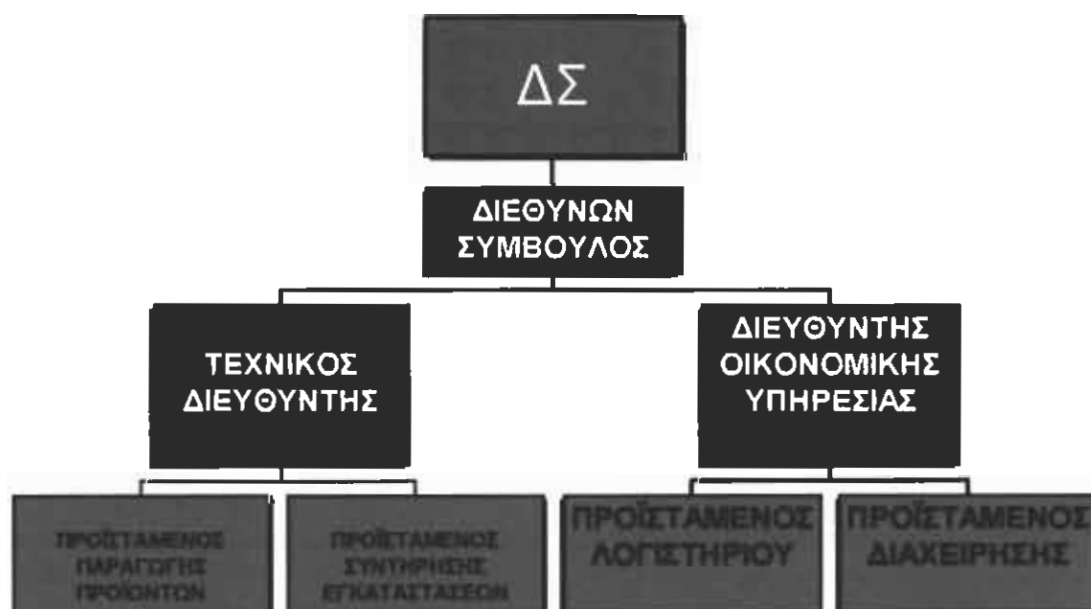 ΔΣ
ΔΙΕΘΥΝΩΝ
ΣΥΜΒΟΥΛΟΣ
ΤΕΧΝΙΚΟΣ
ΔΙΕΥΘΥΝΤΗΣ
ΔΙΕΥΘΥΝΤΗΣ
ΟΙΚΟΝΟΜΙΚΗΣ
ΥΠΗΡΕΣΙΑΣ
ΠΡΟΪΣΤΑΜΕΝΟΣ
ΠΑΡΑΓΩΓΗΣ
ΠΡΟΪΟΝΤΩΝ
ΠΡΟΪΣΤΑΜΕΝΟΣ
ΣΥΝΤΗΡΗΣΗΣ
ΕΓΚΑΤΑΣΤΑΣΕΩΝ
ΠΡΟΪΣΤΑΜΕΝΟΣ
ΛΟΓΙΣΤΗΡΙΟΥ
ΠΡΟΪΣΤΑΜΕΝΟΣ
ΔΙΑΧΕΙΡΗΣΗΣ